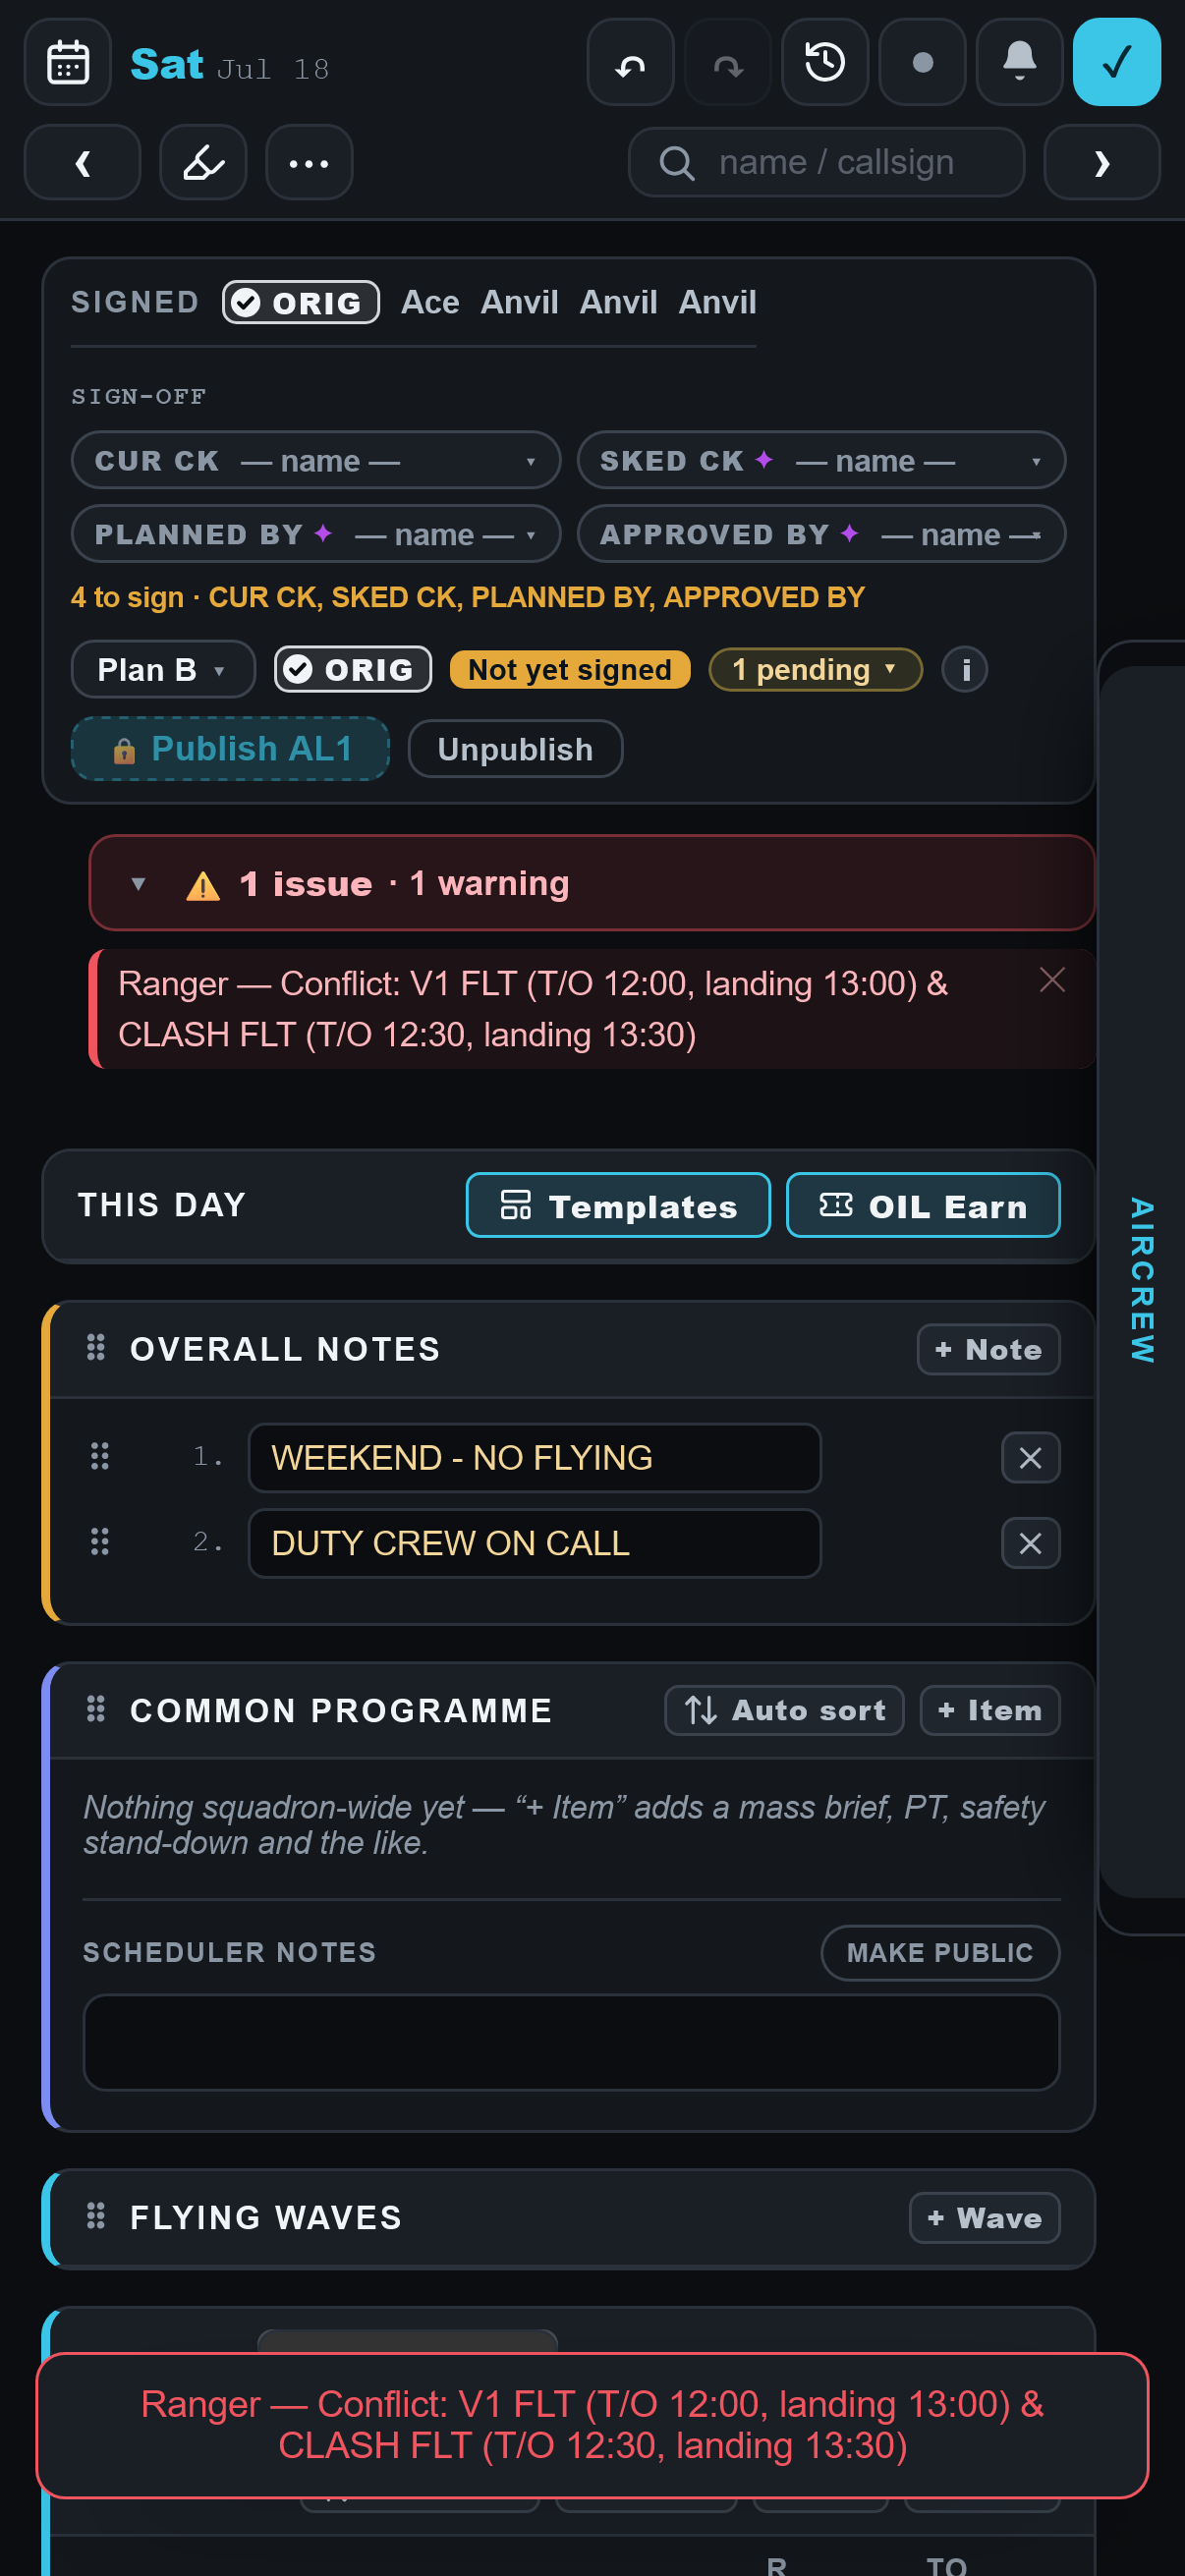 Sat Jul 18
name / callsign
SIGNED ORIG Ace Anvil Anvil Anvil
SIGN-OFF
CUR CK — name —
SKED CK — name —
PLANNED BY — name —
APPROVED BY — name —
4 to sign · CUR CK, SKED CK, PLANNED BY, APPROVED BY
Plan B ORIG Not yet signed 1 pending i
Publish AL1 Unpublish
1 issue · 1 warning
Ranger — Conflict: V1 FLT (T/O 12:00, landing 13:00) &
CLASH FLT (T/O 12:30, landing 13:30)
AIRCREW
THIS DAY Templates OIL Earn
OVERALL NOTES + Note
1. WEEKEND - NO FLYING
2. DUTY CREW ON CALL
COMMON PROGRAMME Auto sort + Item
Nothing squadron-wide yet — “+ Item” adds a mass brief, PT, safety
stand-down and the like.
SCHEDULER NOTES MAKE PUBLIC
FLYING WAVES + Wave
Ranger — Conflict: V1 FLT (T/O 12:00, landing 13:00) &
CLASH FLT (T/O 12:30, landing 13:30)
R TO